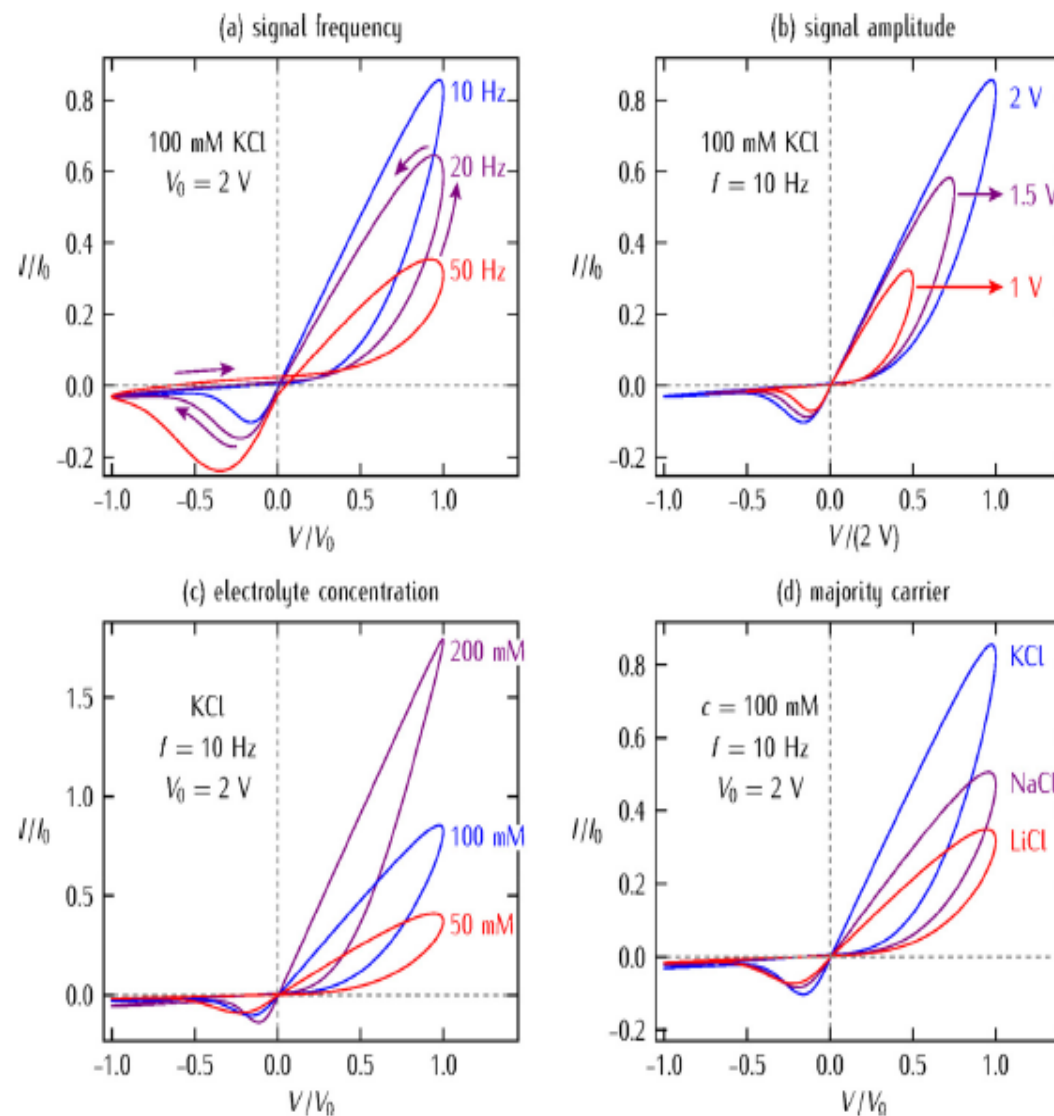 (a) signal frequency
0.8
0.6
0.4
0.2
0.0
−0.2
I/I0
100 mM KCl
V0 = 2 V
10 Hz
20 Hz
50 Hz
−1.0 −0.5 0.0 0.5 1.0
V/V0
(b) signal amplitude
0.8
0.6
0.4
0.2
0.0
−0.2
I/I0
100 mM KCl
f = 10 Hz
2 V
1.5 V
1 V
−1.0 −0.5 0.0 0.5 1.0
V/(2 V)
(c) electrolyte concentration
1.5
1.0
0.5
0.0
I/I0
KCl
f = 10 Hz
V0 = 2 V
200 mM
100 mM
50 mM
−1.0 −0.5 0.0 0.5 1.0
V/V0
(d) majority carrier
0.8
0.6
0.4
0.2
0.0
−0.2
I/I0
c = 100 mM
f = 10 Hz
V0 = 2 V
KCl
NaCl
LiCl
−1.0 −0.5 0.0 0.5 1.0
V/V0